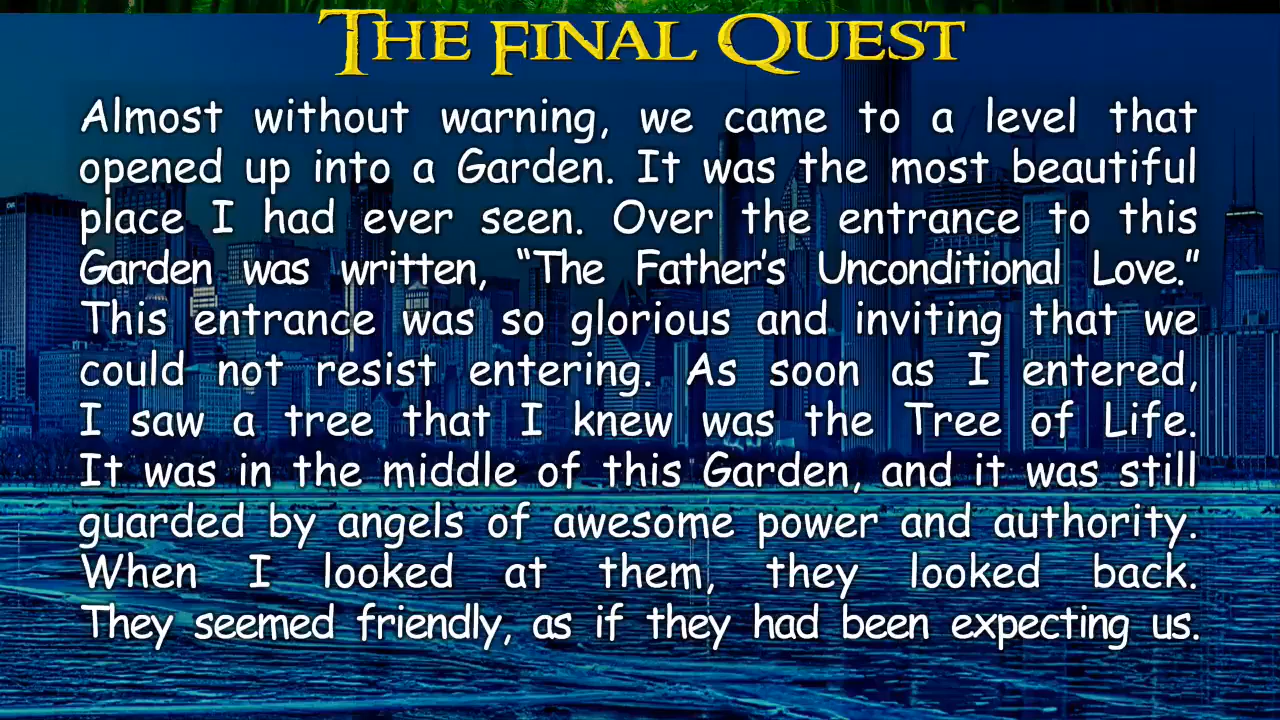 The Final Quest
Almost without warning, we came to a level that
opened up into a Garden. It was the most beautiful
place I had ever seen. Over the entrance to this
Garden was written, “The Father’s Unconditional Love.”
This entrance was so glorious and inviting that we
could not resist entering. As soon as I entered,
I saw a tree that I knew was the Tree of Life.
It was in the middle of this Garden, and it was still
guarded by angels of awesome power and authority.
When I looked at them, they looked back.
They seemed friendly, as if they had been expecting us.